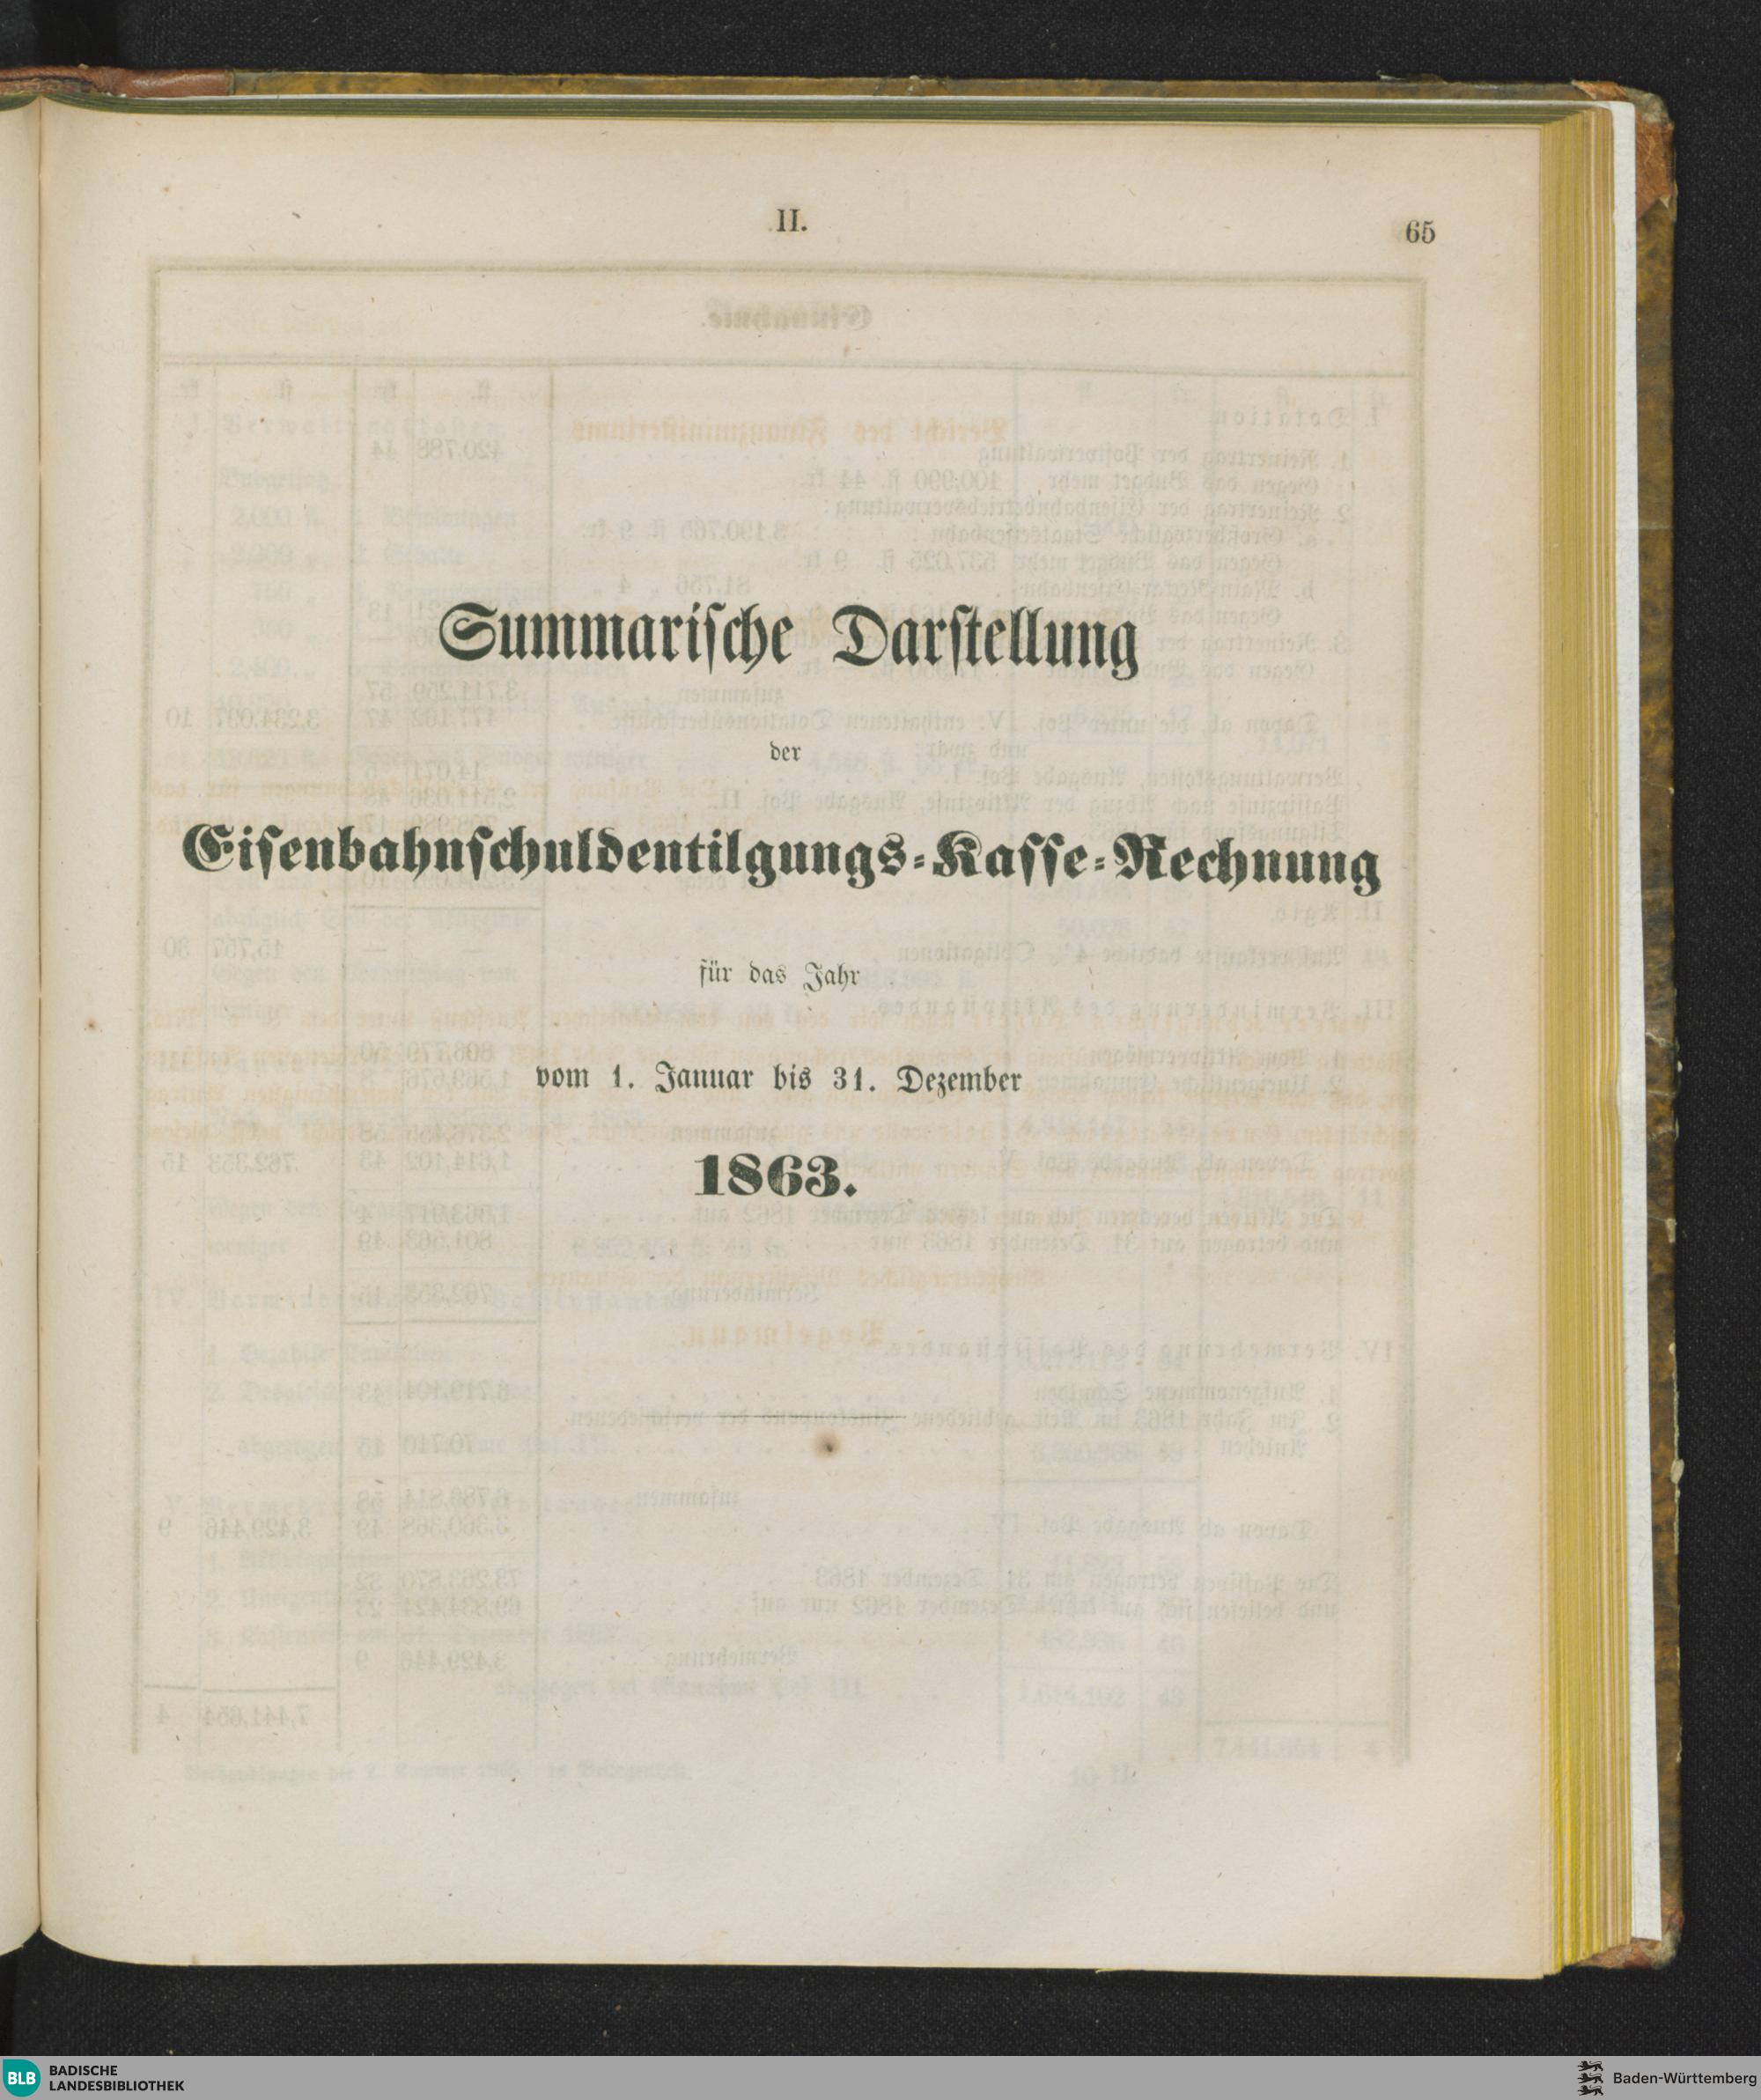 II.
65
Summarische Darstellung
der
Eisenbahnschuldentilgungs-Kasse-Rechnung
für das Jahr
vom 1. Januar bis 31. Dezember
1863.
BLB
BADISCHE
LANDESBIBLIOTHEK
Baden-Württemberg